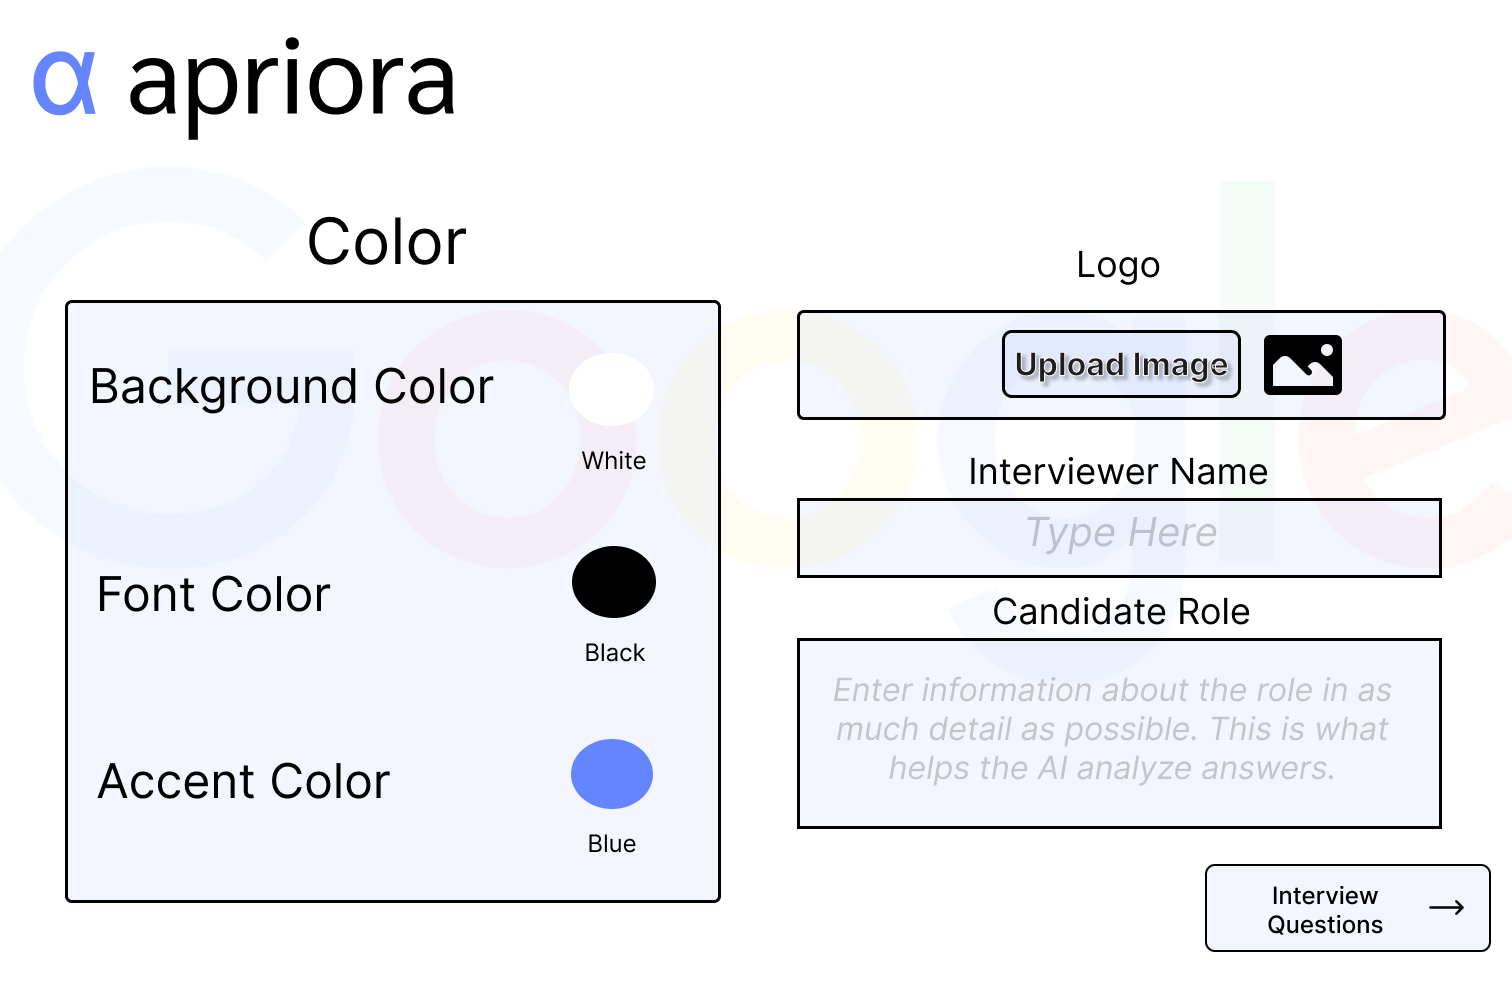 α apriora
Color
Background Color
White
Font Color
Black
Accent Color
Blue
Logo
Upload Image
Interviewer Name
Type Here
Candidate Role
Enter information about the role in as
much detail as possible. This is what
helps the AI analyze answers.
Interview
Questions →
Google